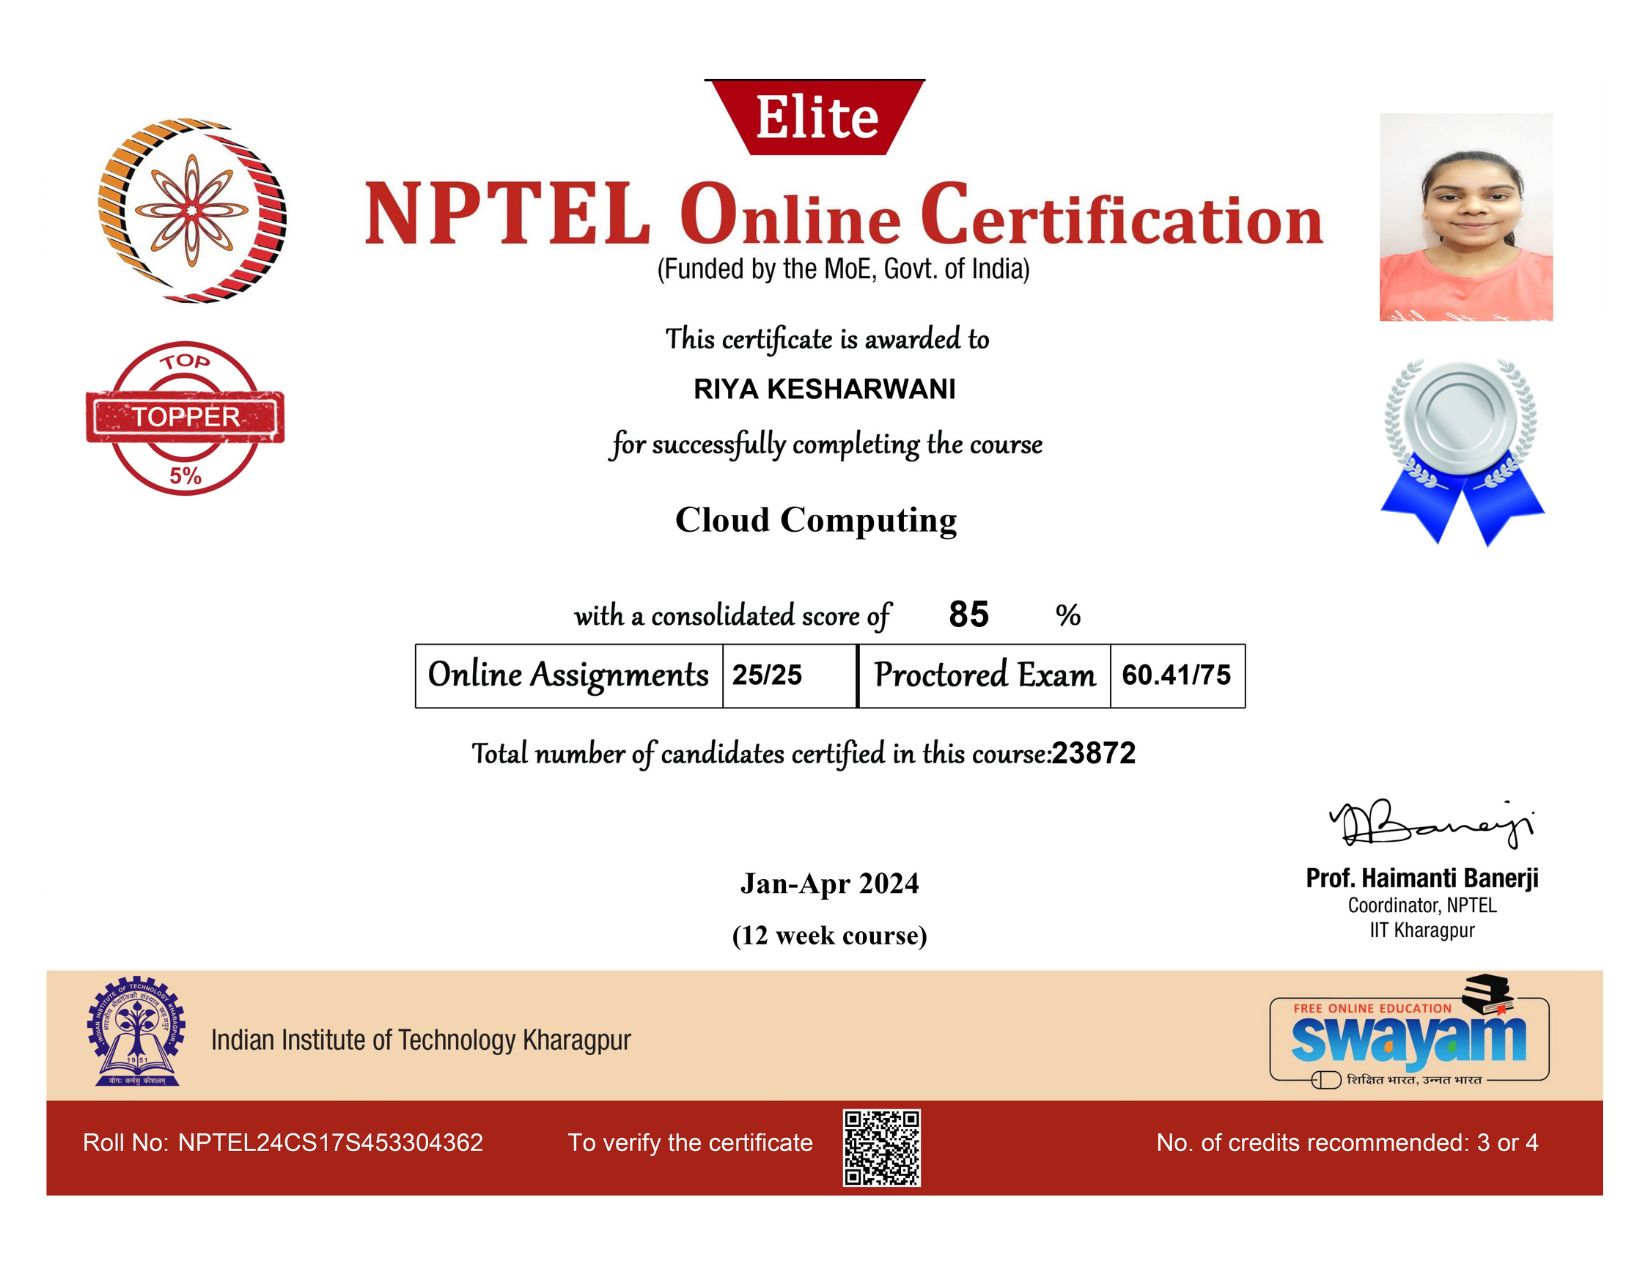 Elite
NPTEL Online Certification
(Funded by the MoE, Govt. of India)
This certificate is awarded to
RIYA KESHARWANI
for successfully completing the course
TOP
TOPPER
5%
Cloud Computing
with a consolidated score of 85 %
Online Assignments 25/25 Proctored Exam 60.41/75
Total number of candidates certified in this course:23872
Jan-Apr 2024
(12 week course)
Prof. Haimanti Banerji
Coordinator, NPTEL
IIT Kharagpur
1951
योगः कर्मसु कौशलम्
Indian Institute of Technology Kharagpur
FREE ONLINE EDUCATION
swayam
शिक्षित भारत, उन्नत भारत
Roll No: NPTEL24CS17S453304362 To verify the certificate No. of credits recommended: 3 or 4